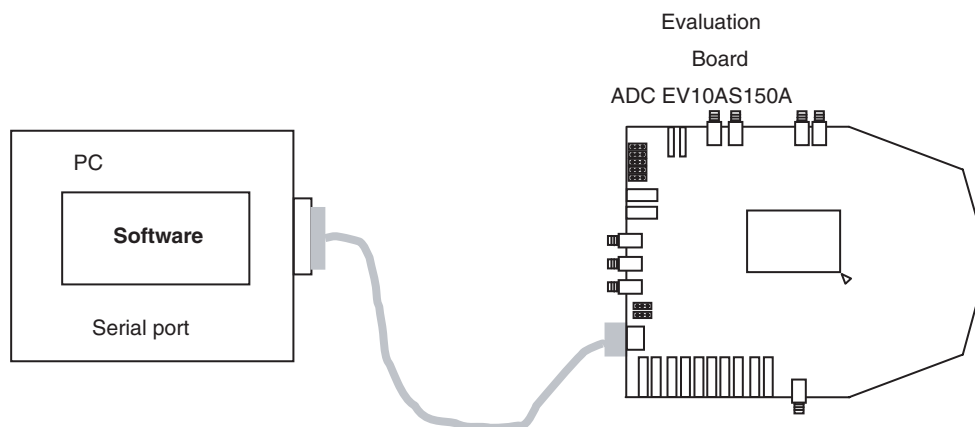 Evaluation
Board
ADC EV10AS150A
PC
Software
Serial port